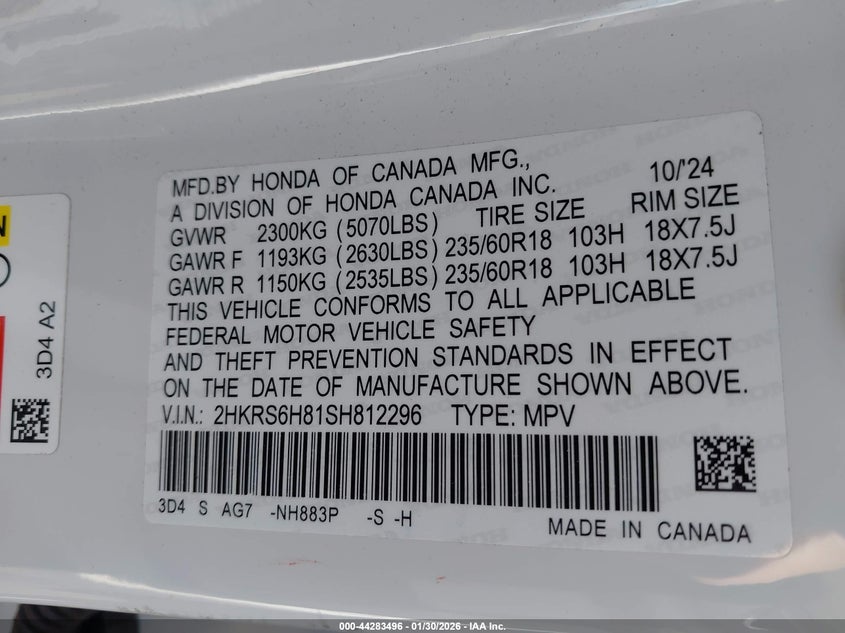 N
3D4 A2
MFD.BY HONDA OF CANADA MFG., 10/'24
A DIVISION OF HONDA CANADA INC.
GVWR 2300KG (5070LBS) TIRE SIZE RIM SIZE
GAWR F 1193KG (2630LBS) 235/60R18 103H 18X7.5J
GAWR R 1150KG (2535LBS) 235/60R18 103H 18X7.5J
THIS VEHICLE CONFORMS TO ALL APPLICABLE
FEDERAL MOTOR VEHICLE SAFETY
AND THEFT PREVENTION STANDARDS IN EFFECT
ON THE DATE OF MANUFACTURE SHOWN ABOVE.
V.I.N.: 2HKRS6H81SH812296 TYPE: MPV
3D4 S AG7 -NH883P -S -H
MADE IN CANADA
000-44283496 - 01/30/2026 - IAA Inc.